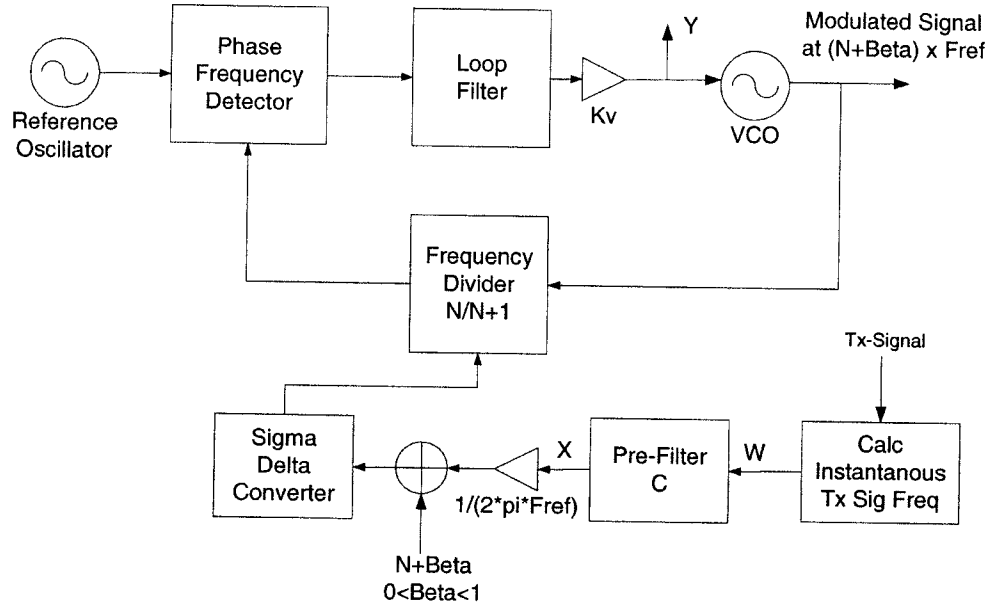 Reference
Oscillator
Phase
Frequency
Detector
Loop
Filter
Kv
Y
VCO
Modulated Signal
at (N+Beta) x Fref
Frequency
Divider
N/N+1
Tx-Signal
Sigma
Delta
Converter
1/(2*pi*Fref)
X
Pre-Filter
C
W
Calc
Instantanous
Tx Sig Freq
N+Beta
0<Beta<1